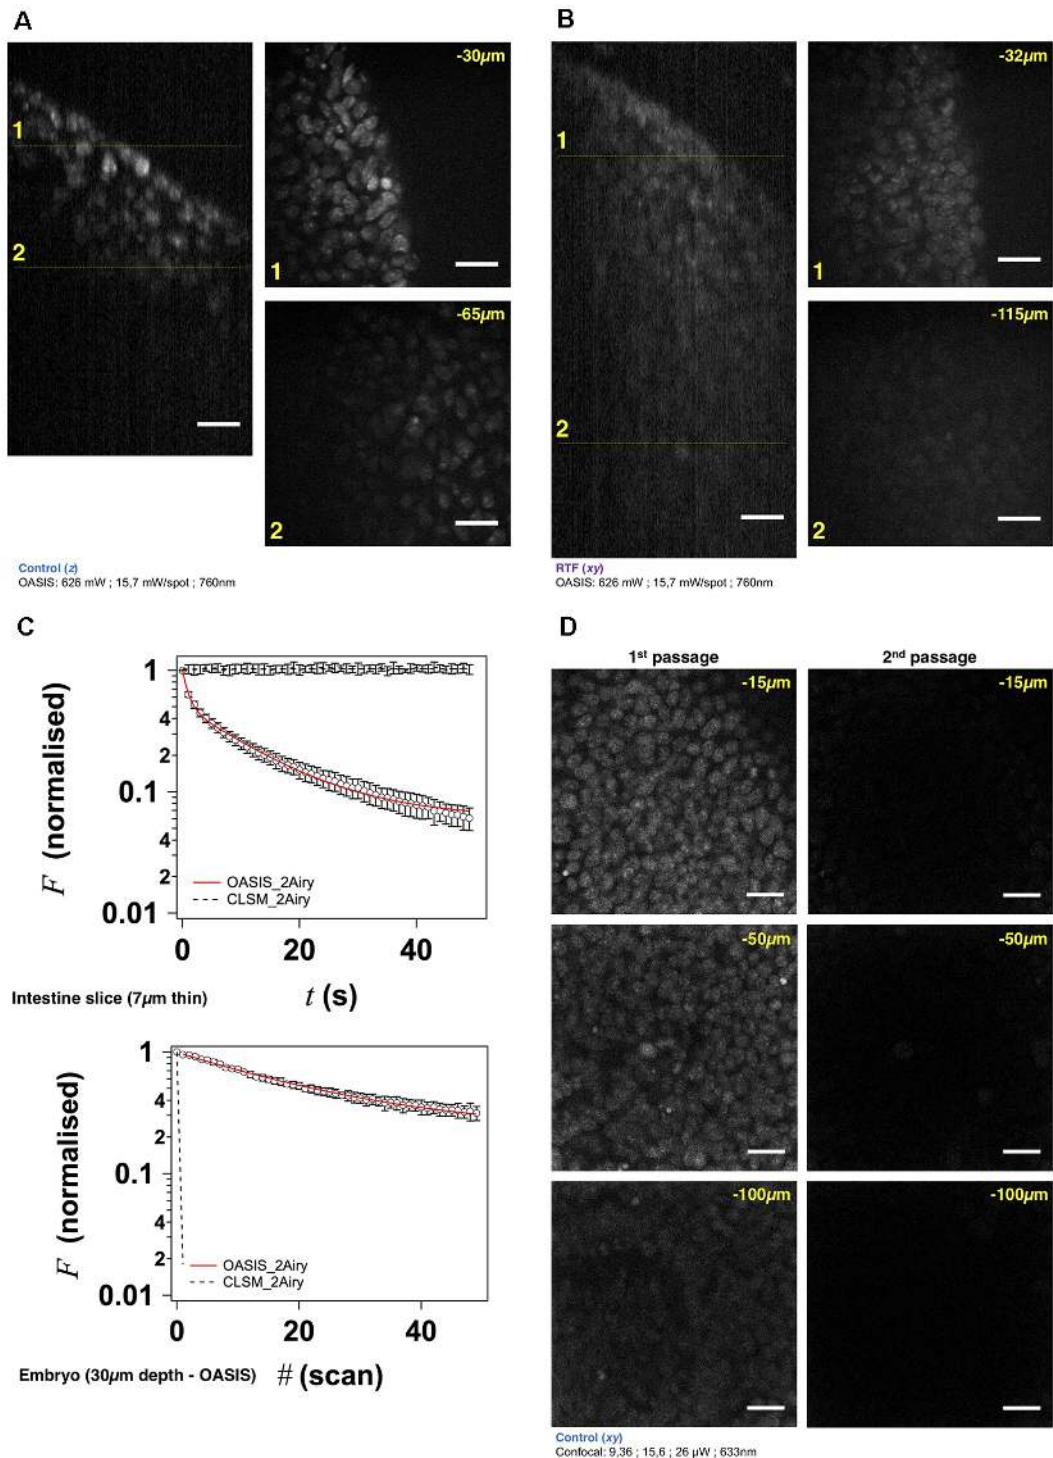 A
1
2
-30µm
1
-65µm
2
Control (z)
OASIS: 626 mW ; 15,7 mW/spot ; 760nm
B
1
2
-32µm
1
-115µm
2
RTF (xy)
OASIS: 626 mW ; 15,7 mW/spot ; 760nm
C
F (normalised)
1
4
2
0.1
4
2
0.01
OASIS_2Airy
CLSM_2Airy
0 20 40
Intestine slice (7µm thin)
t (s)
F (normalised)
1
4
2
0.1
4
2
0.01
OASIS_2Airy
CLSM_2Airy
0 20 40
Embryo (30µm depth - OASIS)
# (scan)
D
1st passage 2nd passage
-15µm -15µm
-50µm -50µm
-100µm -100µm
Control (xy)
Confocal: 9,36 ; 15,6 ; 26 µW ; 633nm